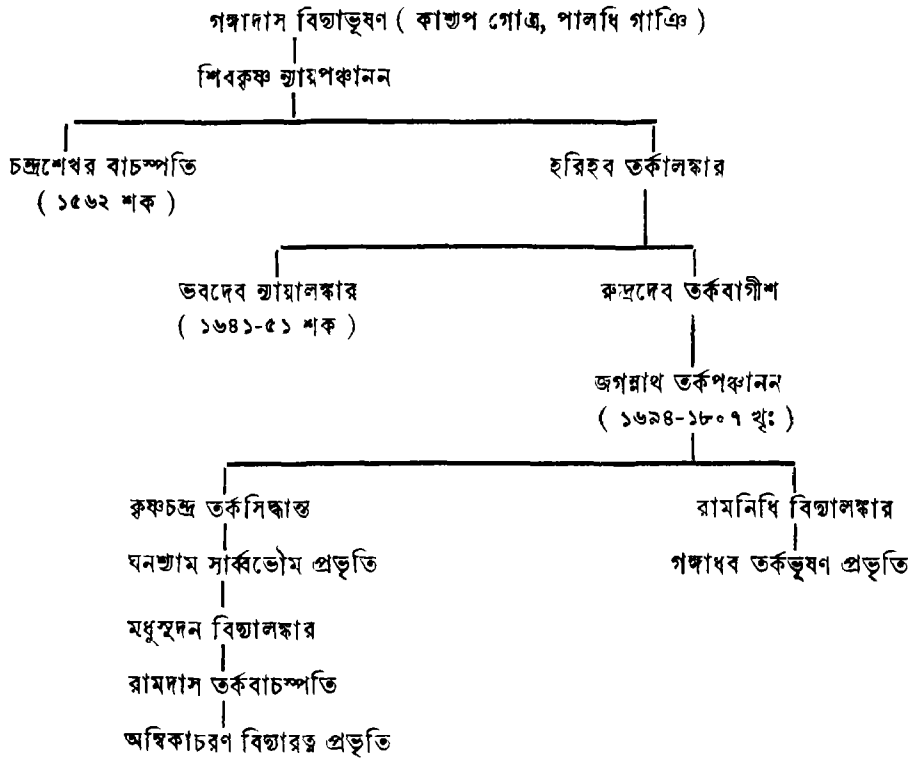 গঙ্গাদাস বিদ্যাভূষণ ( কাশ্যপ গোত্র, পালধি গাঞি )
শিবকৃষ্ণ ন্যায়পঞ্চানন
চন্দ্রশেখর বাচস্পতি
( ১৫৬২ শক )
হরিহব তর্কালঙ্কার
ভবদেব ন্যায়ালঙ্কার
( ১৬৪১-৫১ শক )
রুদ্রদেব তর্কবাগীশ
জগন্নাথ তর্কপঞ্চানন
( ১৬৯৪-১৮০৭ খৃঃ )
কৃষ্ণচন্দ্র তর্কসিদ্ধান্ত
রামনিধি বিদ্যালঙ্কার
ঘনশ্যাম সার্ব্বভৌম প্রভৃতি
গঙ্গাধব তর্কভূষণ প্রভৃতি
মধুসূদন বিদ্যালঙ্কার
রামদাস তর্কবাচস্পতি
অম্বিকাচরণ বিদ্যারত্ন প্রভৃতি